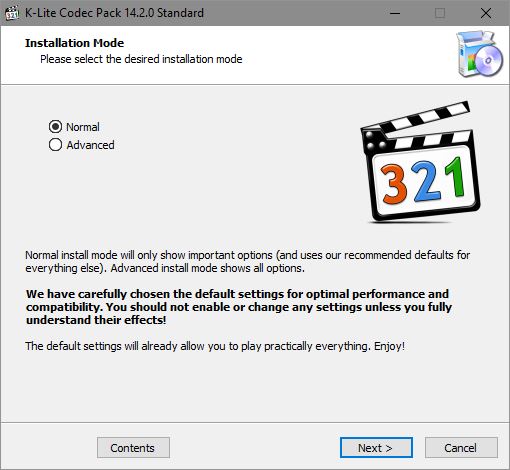 K-Lite Codec Pack 14.2.0 Standard
Installation Mode
Please select the desired installation mode
Normal
Advanced
321
Normal install mode will only show important options (and uses our recommended defaults for
everything else). Advanced install mode shows all options.
We have carefully chosen the default settings for optimal performance and
compatibility. You should not enable or change any settings unless you fully
understand their effects!
The default settings will already allow you to play practically everything. Enjoy!
Contents
Next >
Cancel